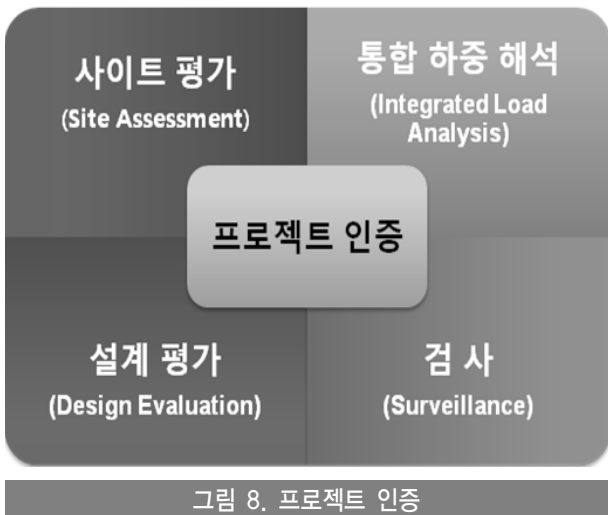 사이트 평가
(Site Assessment)
통합 하중 해석
(Integrated Load
Analysis)
프로젝트 인증
설계 평가
(Design Evaluation)
검 사
(Surveillance)
그림 8. 프로젝트 인증